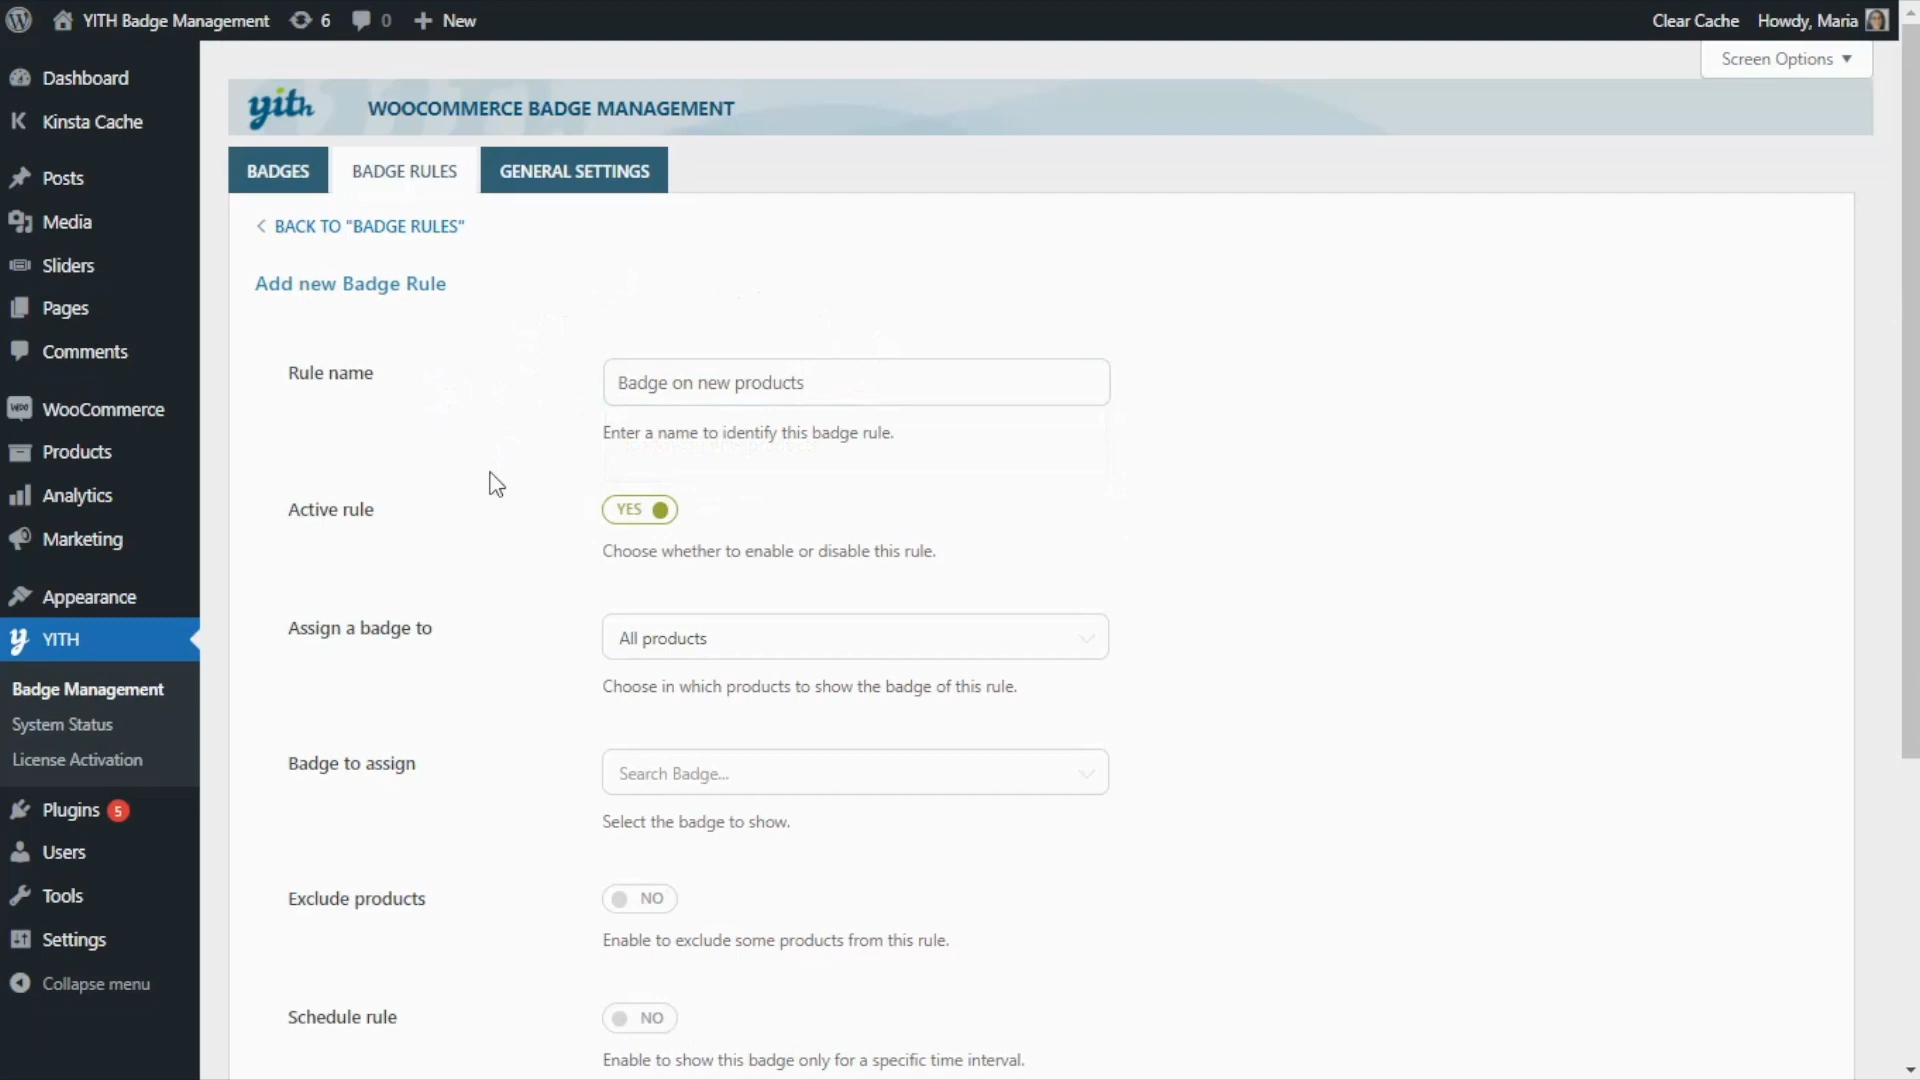 YITH Badge Management 6 0 New
Clear Cache Howdy, Maria
Screen Options
Dashboard
Kinsta Cache
Posts
Media
Sliders
Pages
Comments
WooCommerce
Products
Analytics
Marketing
Appearance
YITH
Badge Management
System Status
License Activation
Plugins 5
Users
Tools
Settings
Collapse menu
yith WOOCOMMERCE BADGE MANAGEMENT
BADGES BADGE RULES GENERAL SETTINGS
BACK TO "BADGE RULES"
Add new Badge Rule
Rule name
Badge on new products
Enter a name to identify this badge rule.
Active rule
YES
Choose whether to enable or disable this rule.
Assign a badge to
All products
Choose in which products to show the badge of this rule.
Badge to assign
Search Badge...
Select the badge to show.
Exclude products
NO
Enable to exclude some products from this rule.
Schedule rule
NO
Enable to show this badge only for a specific time interval.